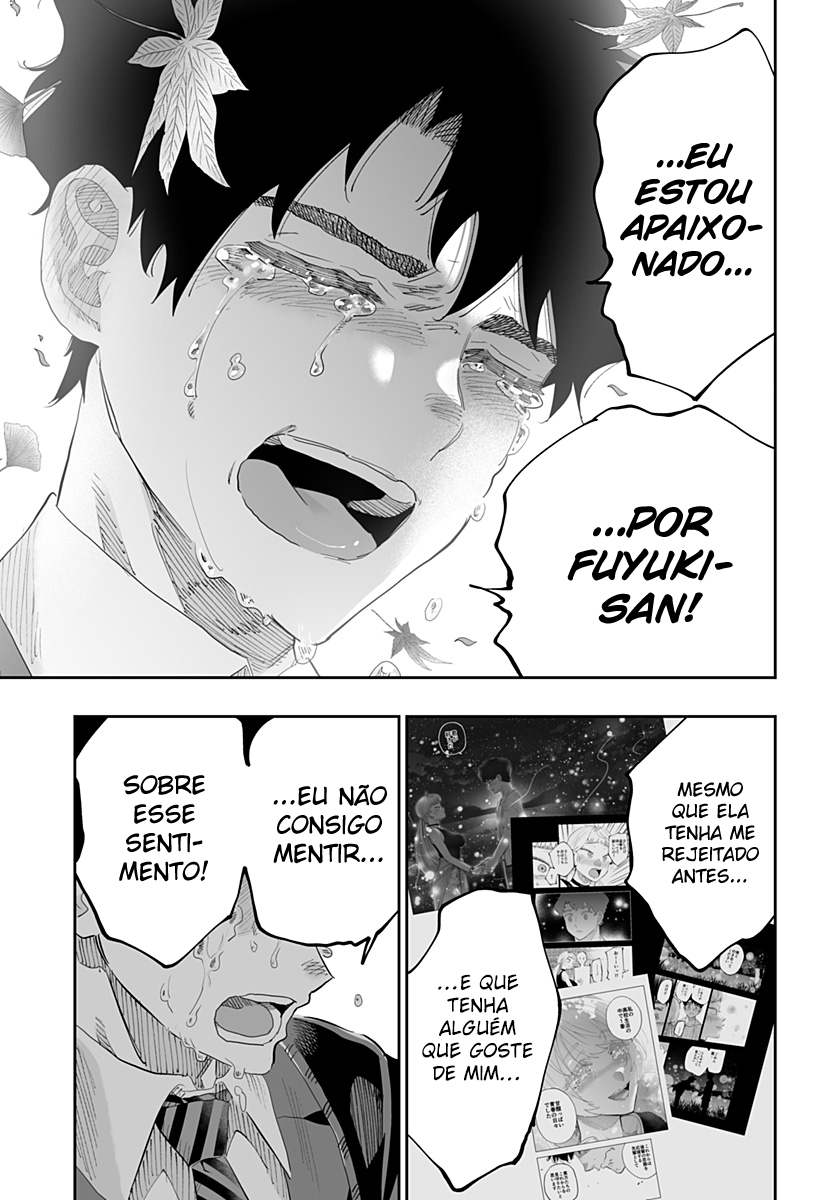 ...EU
ESTOU
APAIXO-
NADO...
...POR
FUYUKI-
SAN!
MESMO
QUE ELA
TENHA ME
REJEITADO
ANTES...
...E QUE
TENHA
ALGUÉM
QUE GOSTE
DE MIM...
...EU NÃO
CONSIGO
MENTIR...
SOBRE
ESSE
SENTI-
MENTO!